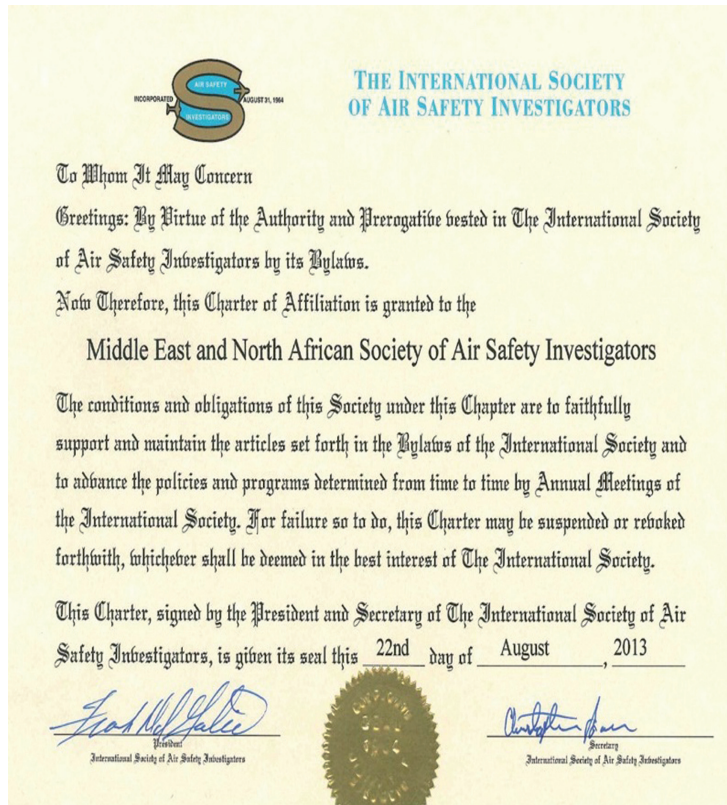 AIR SAFETY
INCORPORATED
AUGUST 31, 1964
INVESTIGATORS
THE INTERNATIONAL SOCIETY
OF AIR SAFETY INVESTIGATORS
To Whom It May Concern
Greetings: By Virtue of the Authority and Prerogative vested in The International Society
of Air Safety Investigators by its Bylaws.
Now Therefore, this Charter of Affiliation is granted to the
Middle East and North African Society of Air Safety Investigators
The conditions and obligations of this Society under this Chapter are to faithfully
support and maintain the articles set forth in the Bylaws of the International Society and
to advance the policies and programs determined from time to time by Annual Meetings of
the International Society. For failure so to do, this Charter may be suspended or revoked
forthwith, whichever shall be deemed in the best interest of The International Society.
This Charter, signed by the President and Secretary of The International Society of Air
Safety Investigators, is given its seal this 22nd day of August, 2013
President
International Society of Air Safety Investigators
Secretary
International Society of Air Safety Investigators